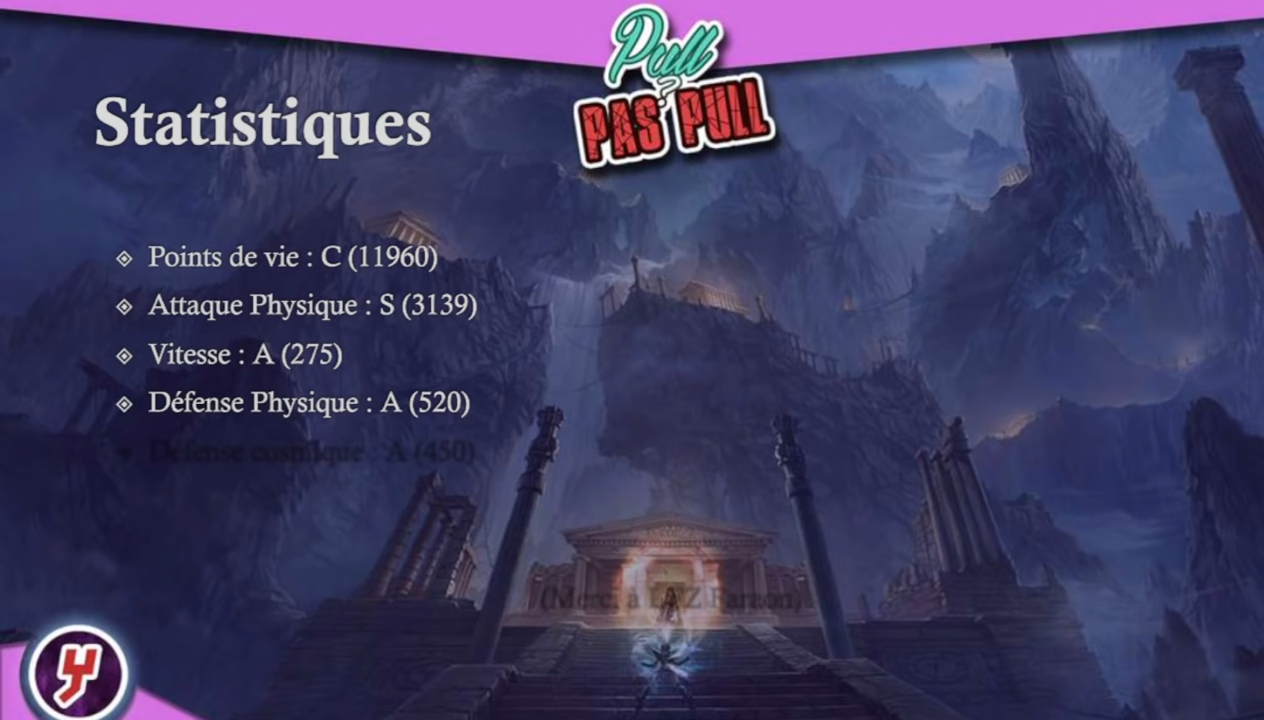 Pull
?
PAS PULL
Statistiques
Points de vie : C (11960)
Attaque Physique : S (3139)
Vitesse : A (275)
Défense Physique : A (520)
Défense cosmique : A (450)
(Merci à